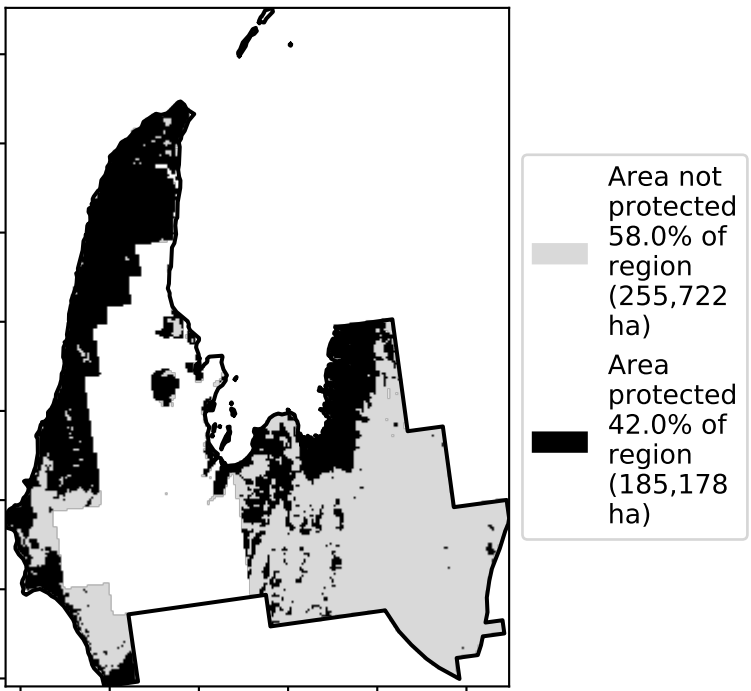 Area not
protected
58.0% of
region
(255,722
ha)
Area
protected
42.0% of
region
(185,178
ha)